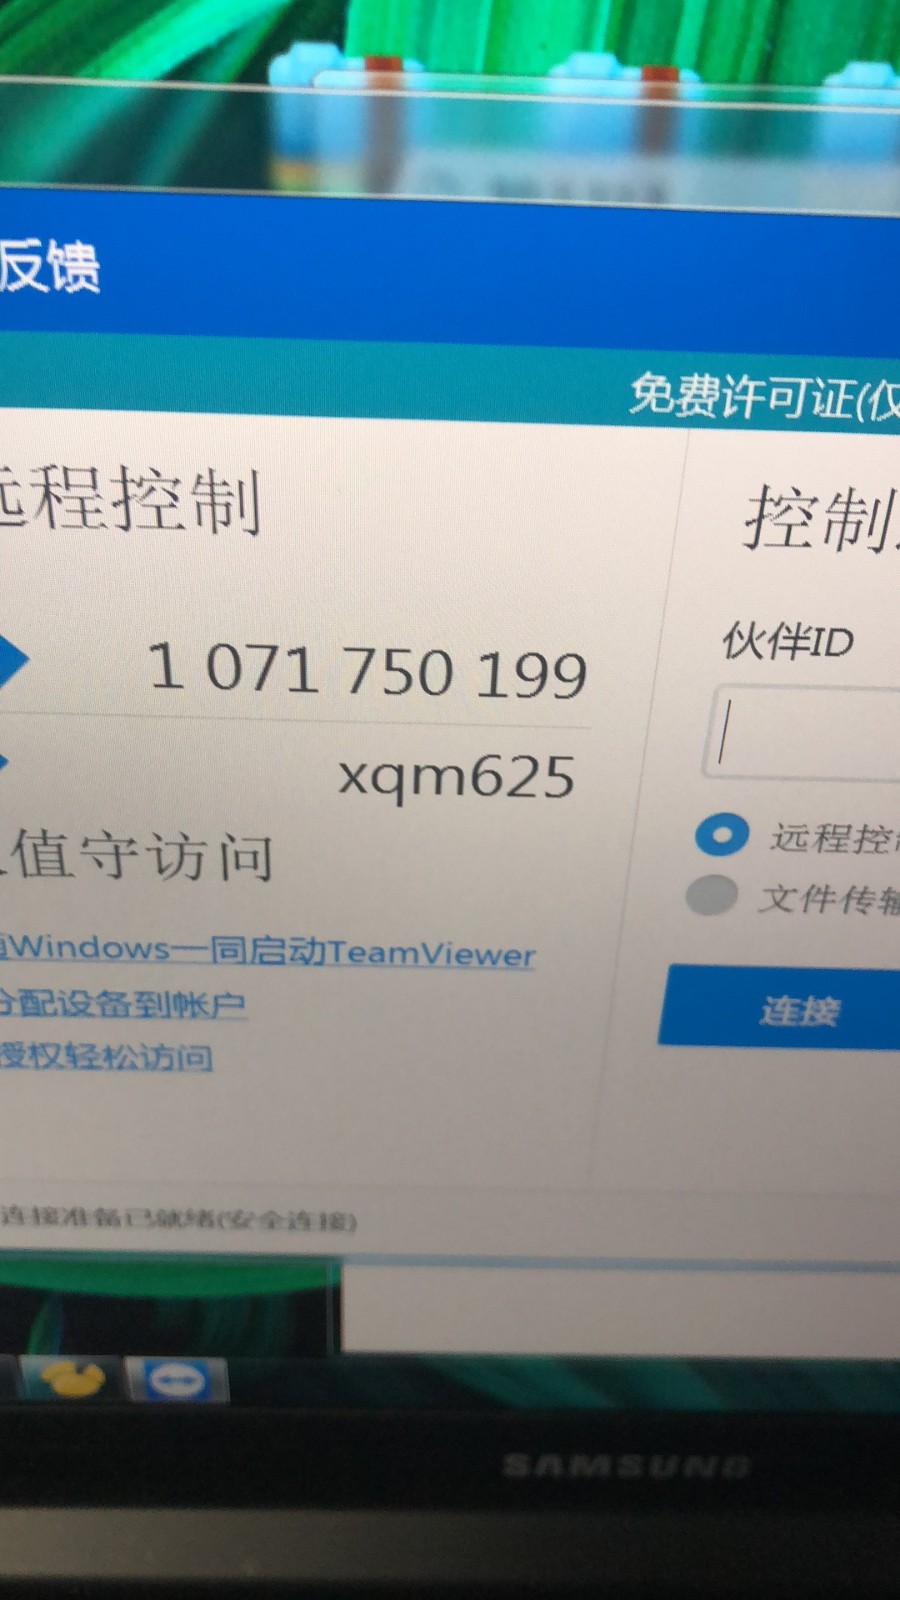 反馈
免费许可证(仅
远程控制
控制
1 071 750 199
伙伴ID
xqm625
远程控制
值守访问
文件传输
Windows一同启动TeamViewer
分配设备到帐户
连接
授权轻松访问
连接准备已就绪(安全连接)
SAMSUNG